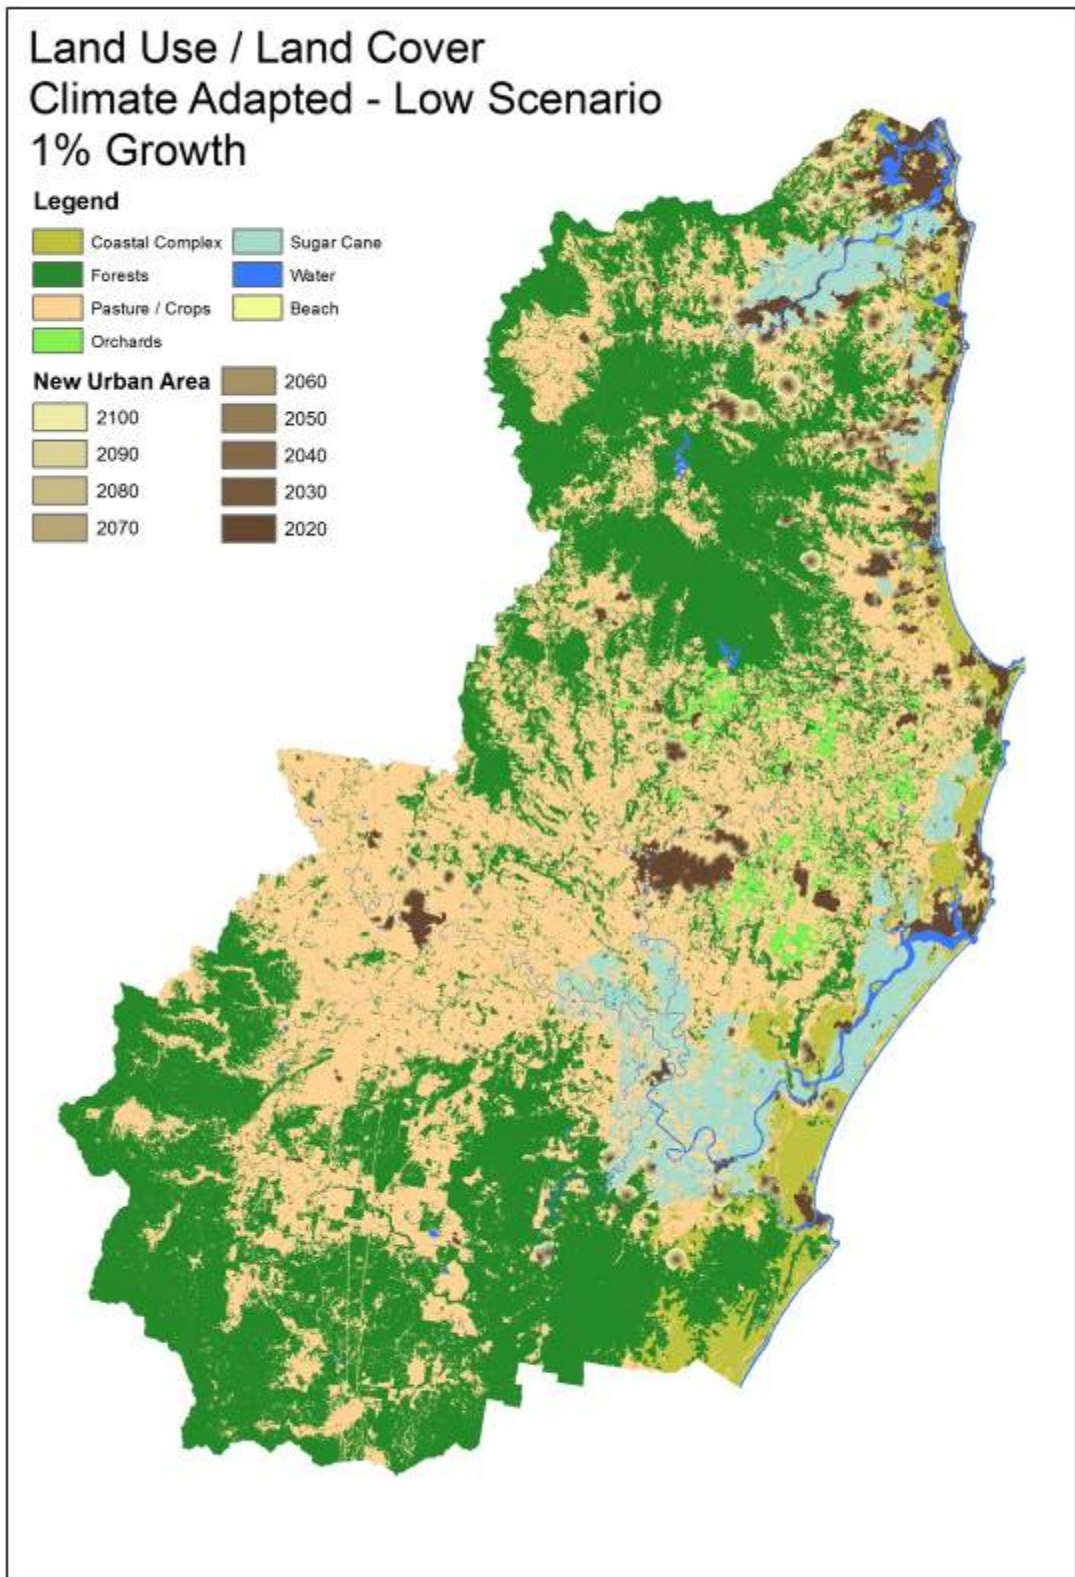 Land Use / Land Cover
Climate Adapted - Low Scenario
1% Growth
Legend
Coastal Complex
Sugar Cane
Forests
Water
Pasture / Crops
Beach
Orchards
New Urban Area
2060
2100
2050
2090
2040
2080
2030
2070
2020